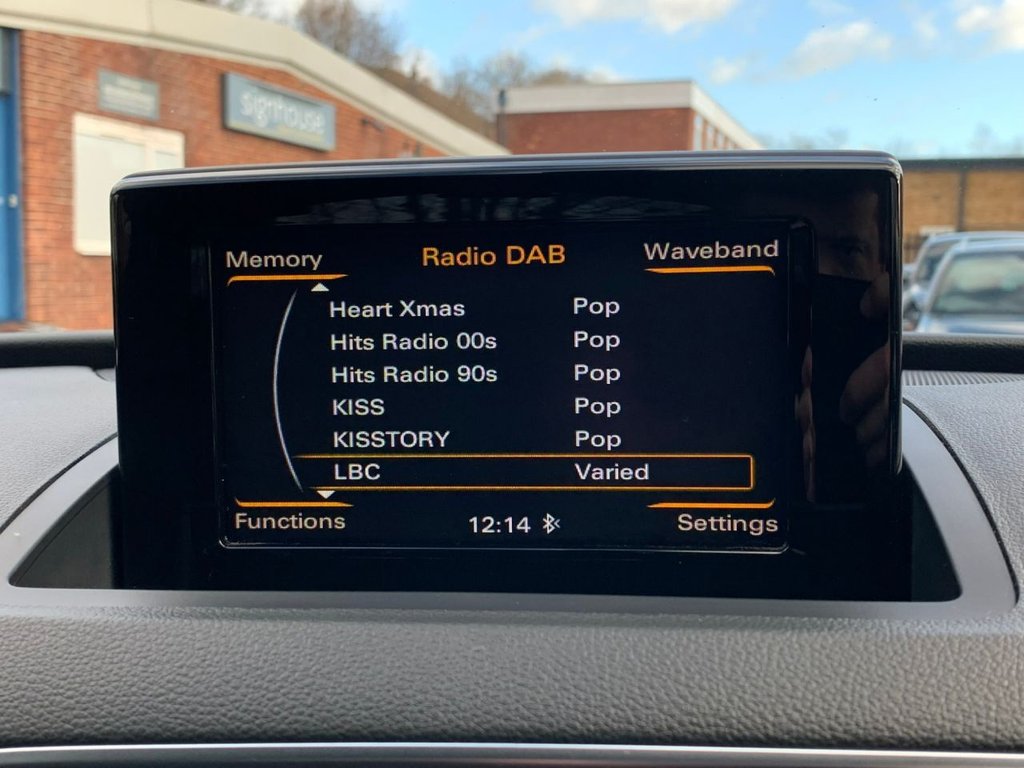 signhouse
Memory Radio DAB Waveband
Heart Xmas Pop
Hits Radio 00s Pop
Hits Radio 90s Pop
KISS Pop
KISSTORY Pop
LBC Varied
Functions 12:14 Settings